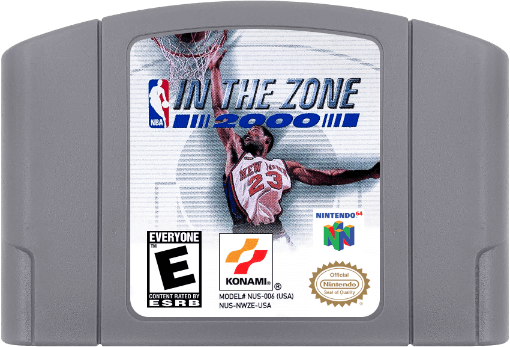 IN THE ZONE
NBA
2000
NEW YORK
23
NINTENDO 64
EVERYONE
E
TM
CONTENT RATED BY
ESRB
KONAMI ®
Official
Nintendo
Seal of Quality
MODEL# NUS-006 (USA)
NUS-NWZE-USA